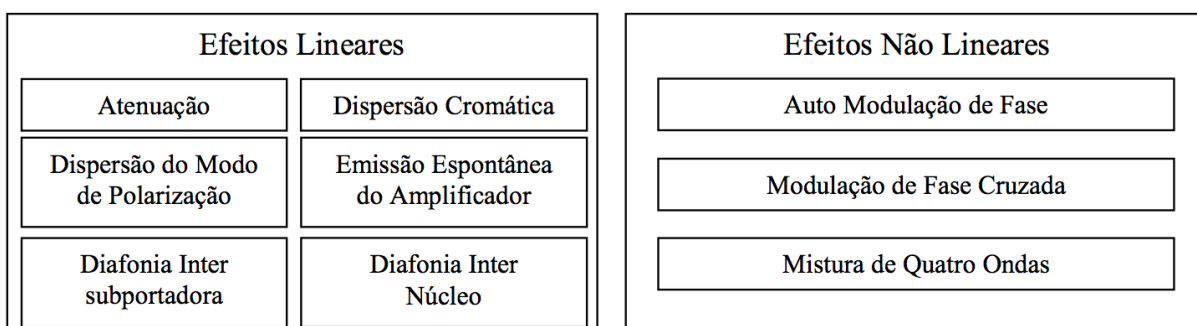 Efeitos Lineares
Atenuação
Dispersão Cromática
Dispersão do Modo
de Polarização
Emissão Espontânea
do Amplificador
Diafonia Inter
subportadora
Diafonia Inter
Núcleo
Efeitos Não Lineares
Auto Modulação de Fase
Modulação de Fase Cruzada
Mistura de Quatro Ondas